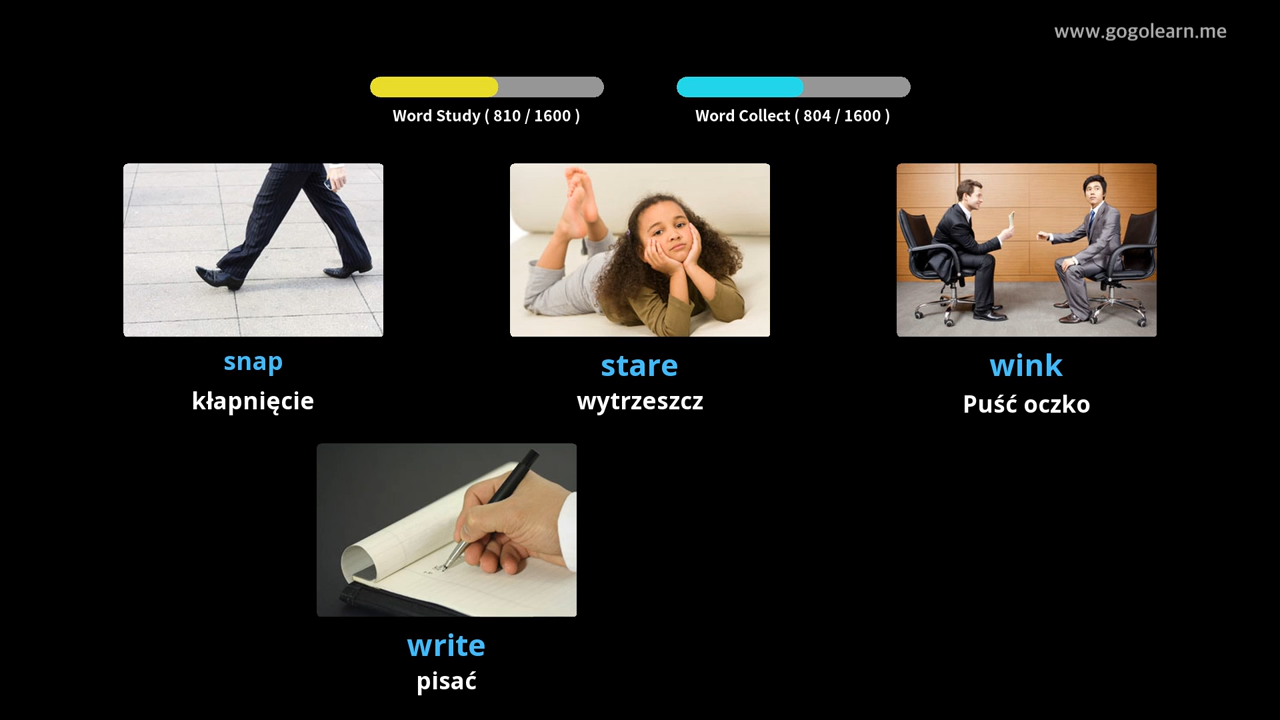 www.gogolearn.me
Word Study ( 810 / 1600 )
Word Collect ( 804 / 1600 )
snap
kłapnięcie
stare
wytrzeszcz
wink
Puść oczko
write
pisać